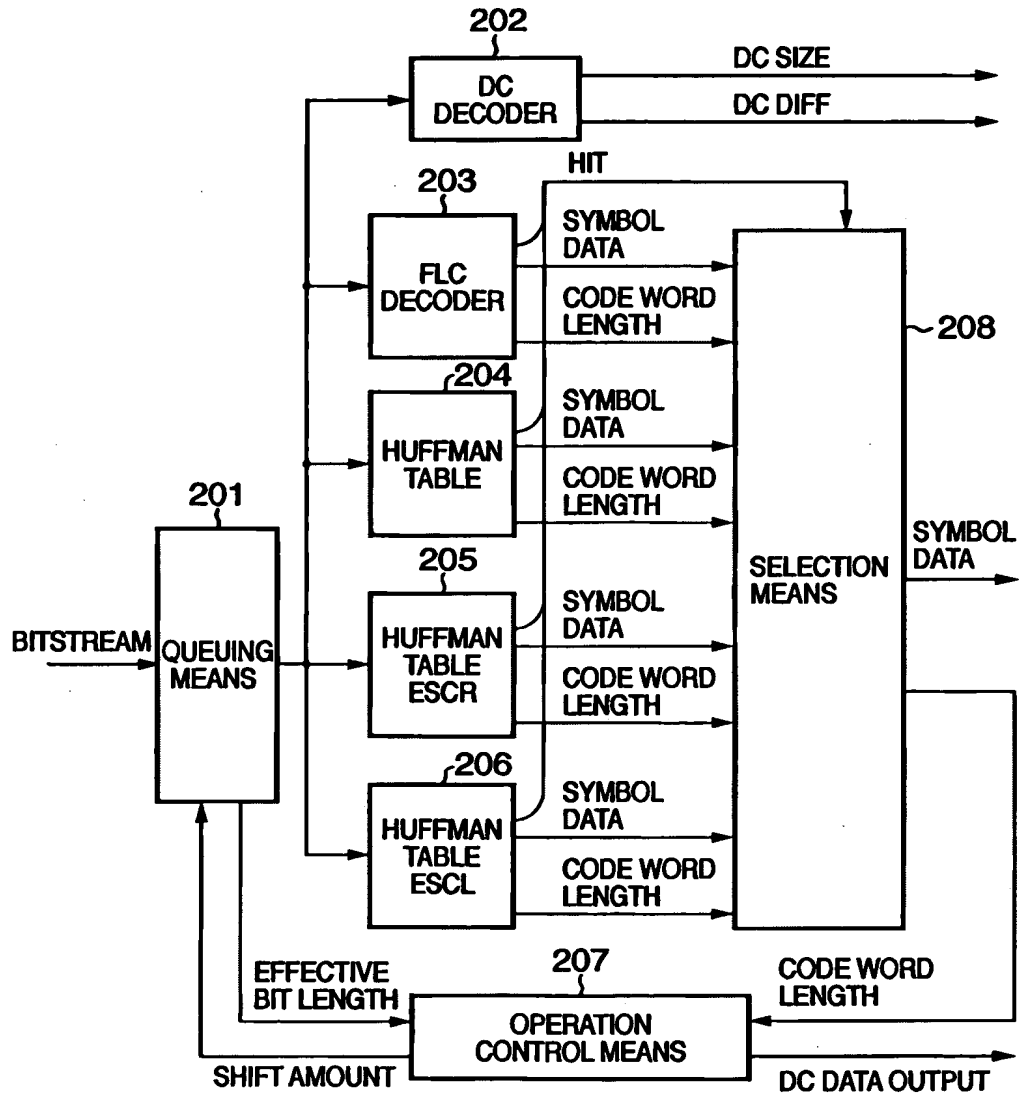 202
DC
DECODER
DC SIZE
DC DIFF
HIT
203
FLC
DECODER
SYMBOL
DATA
CODE WORD
LENGTH
208
204
HUFFMAN
TABLE
SYMBOL
DATA
CODE WORD
LENGTH
201
BITSTREAM
QUEUING
MEANS
205
HUFFMAN
TABLE
ESCR
SYMBOL
DATA
CODE WORD
LENGTH
SELECTION
MEANS
SYMBOL
DATA
206
HUFFMAN
TABLE
ESCL
SYMBOL
DATA
CODE WORD
LENGTH
EFFECTIVE
BIT LENGTH
207
OPERATION
CONTROL MEANS
CODE WORD
LENGTH
SHIFT AMOUNT
DC DATA OUTPUT